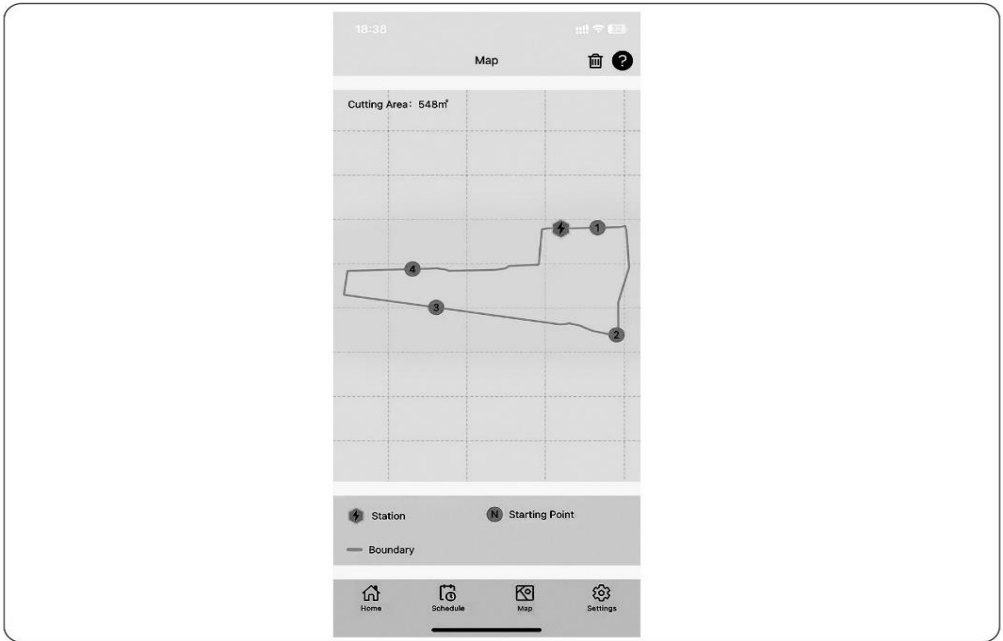 18:38
Map
?
Cutting Area: 548㎡
1
4
3
2
Station
N Starting Point
Boundary
Home Schedule Map Settings